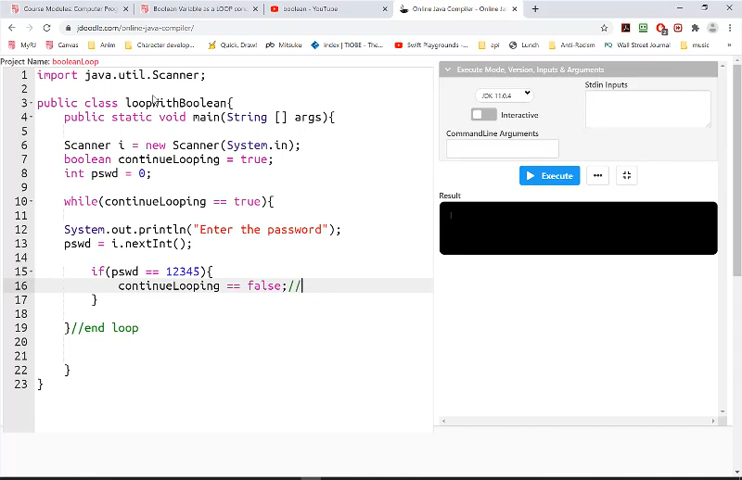 Course Modules: Computer Proj
Boolean Variable as a LOOP con
boolean - YouTube
Online Java Compiler - Online Ja
jdoodle.com/online-java-compiler/
MyRJ
Canvas
Character develop...
Quick, Draw!
Mitsuku
Index | TIOBE - The...
Swift Playgrounds -...
api
Lunch
Anti-Racism
Wall Street Journal
music
Project Name: booleanLoop
1 import java.util.Scanner;
2
3 public class loopwithBoolean{
4 public static void main(String [] args){
5
6 Scanner i = new Scanner(System.in);
7 boolean continueLooping = true;
8 int pswd = 0;
9
10 while(continueLooping == true){
11
12 System.out.println("Enter the password");
13 pswd = i.nextInt();
14
15 if(pswd == 12345){
16 continueLooping == false;//
17 }
18
19 }//end loop
20
21
22 }
23 }
Execute Mode, Version, Inputs & Arguments
JDK 11.0.4
Interactive
Stdin Inputs
CommandLine Arguments
Execute
Result